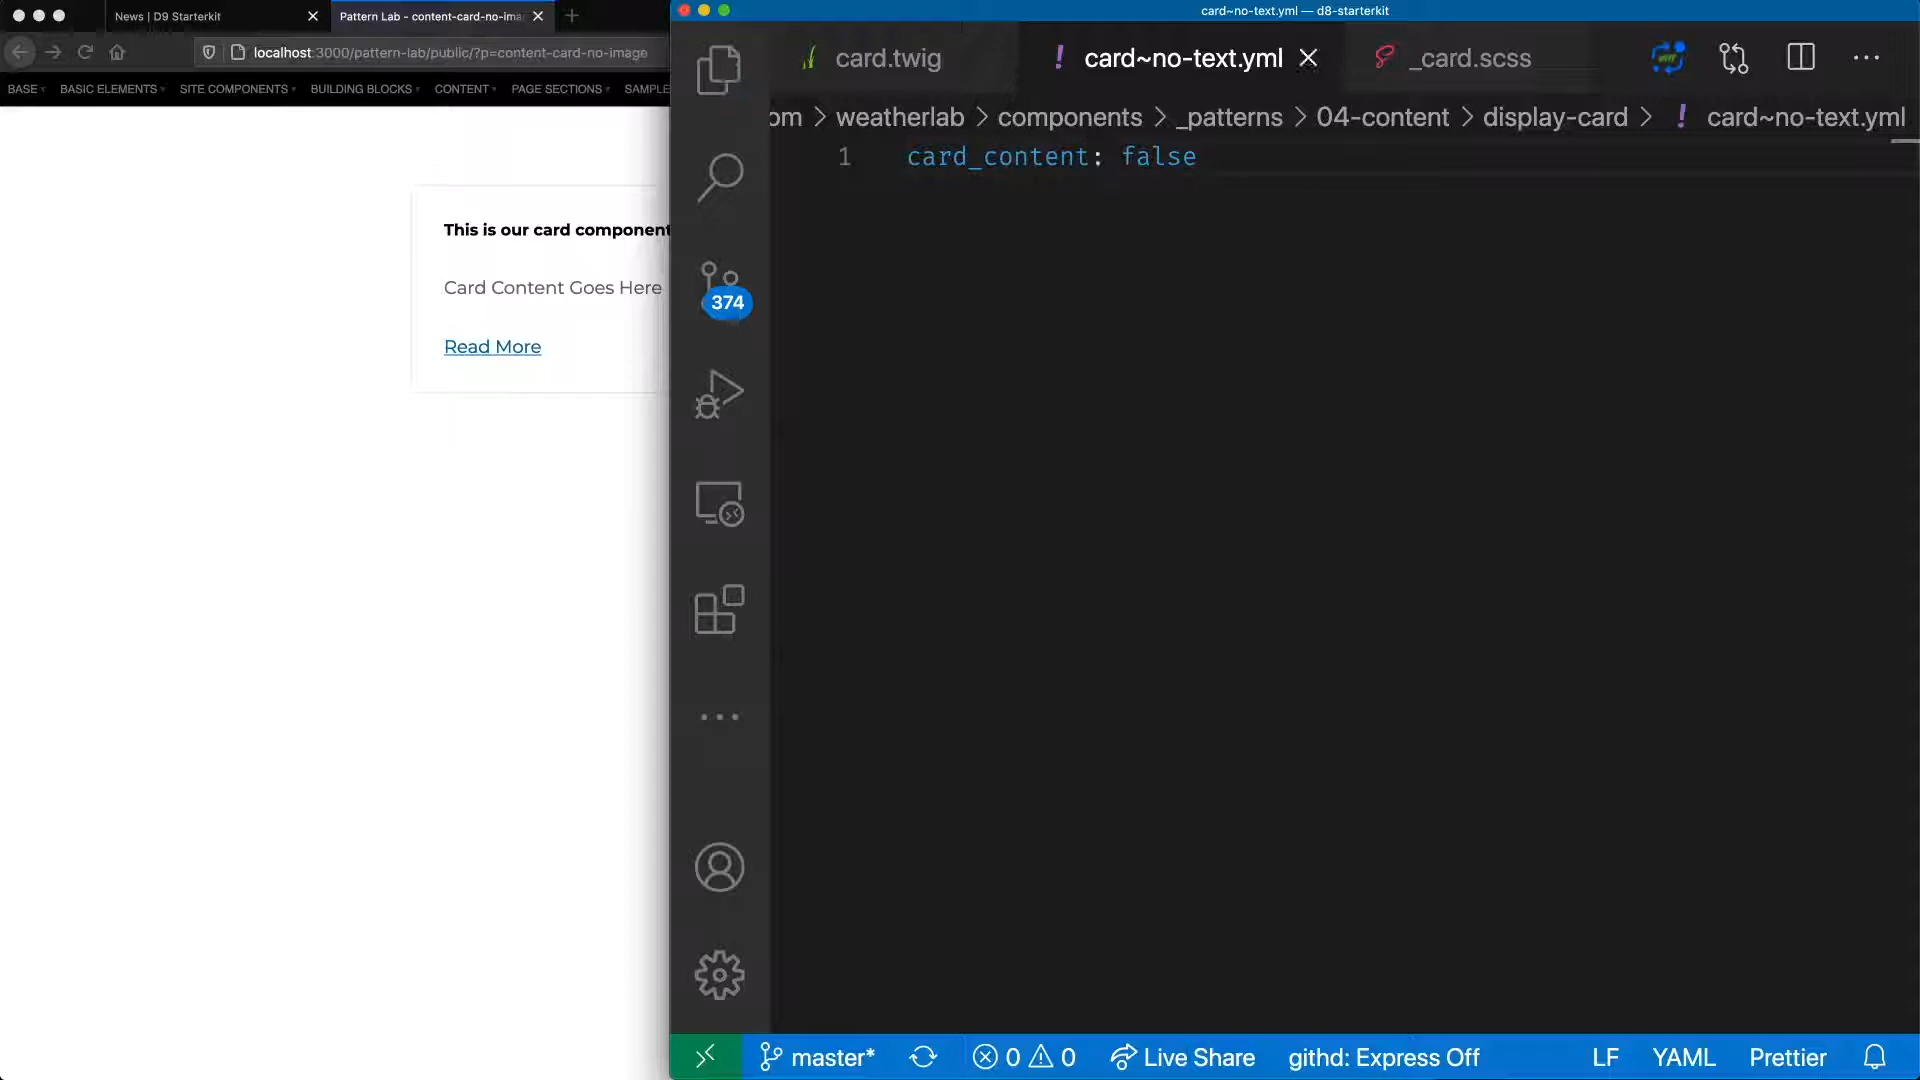 News | D9 Starterkit
Pattern Lab - content-card-no-ima
localhost:3000/pattern-lab/public/?p=content-card-no-image
BASE
BASIC ELEMENTS
SITE COMPONENTS
BUILDING BLOCKS
CONTENT
PAGE SECTIONS
SAMPLE
This is our card component
Card Content Goes Here
Read More
card~no-text.yml — d8-starterkit
card.twig
! card~no-text.yml
_card.scss
om > weatherlab > components > _patterns > 04-content > display-card > ! card~no-text.yml
1 card_content: false
374
master*
0
0
Live Share
githd: Express Off
LF
YAML
Prettier